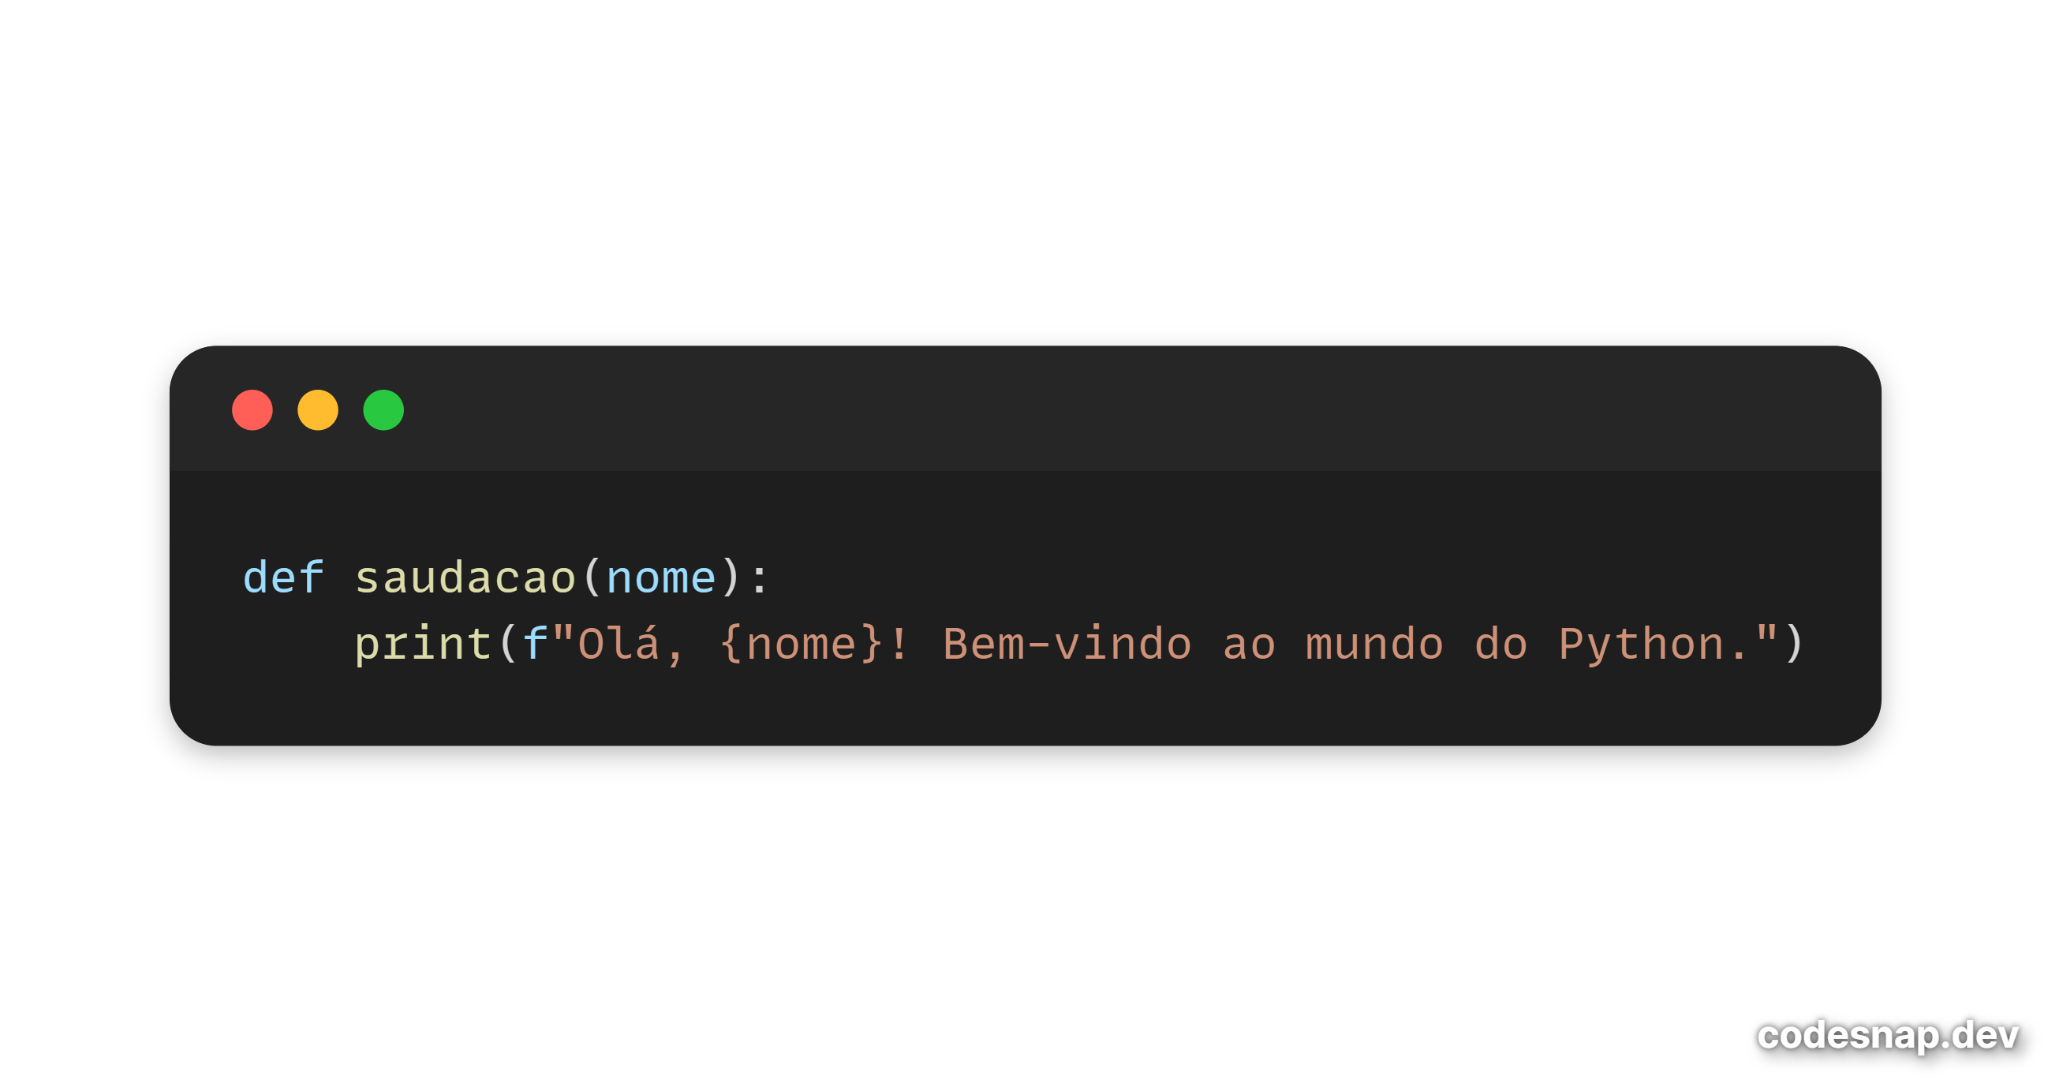 def saudacao(nome):
    print(f"Olá, {nome}! Bem-vindo ao mundo do Python.")
codesnap.dev